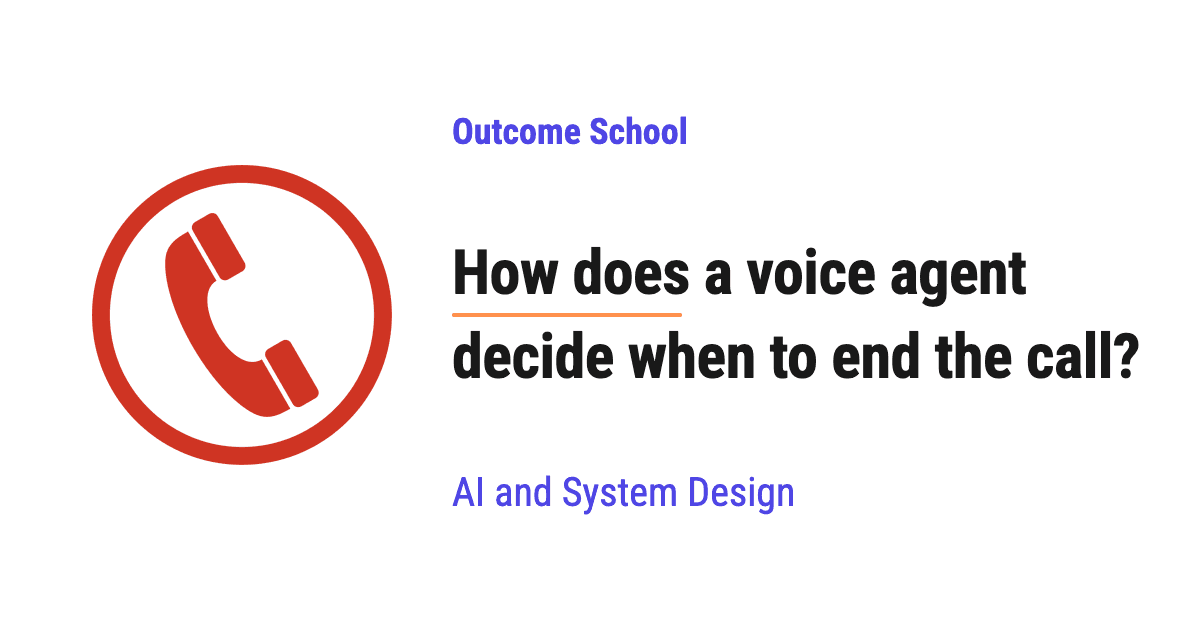 Outcome School
How does a voice agent
decide when to end the call?
AI and System Design